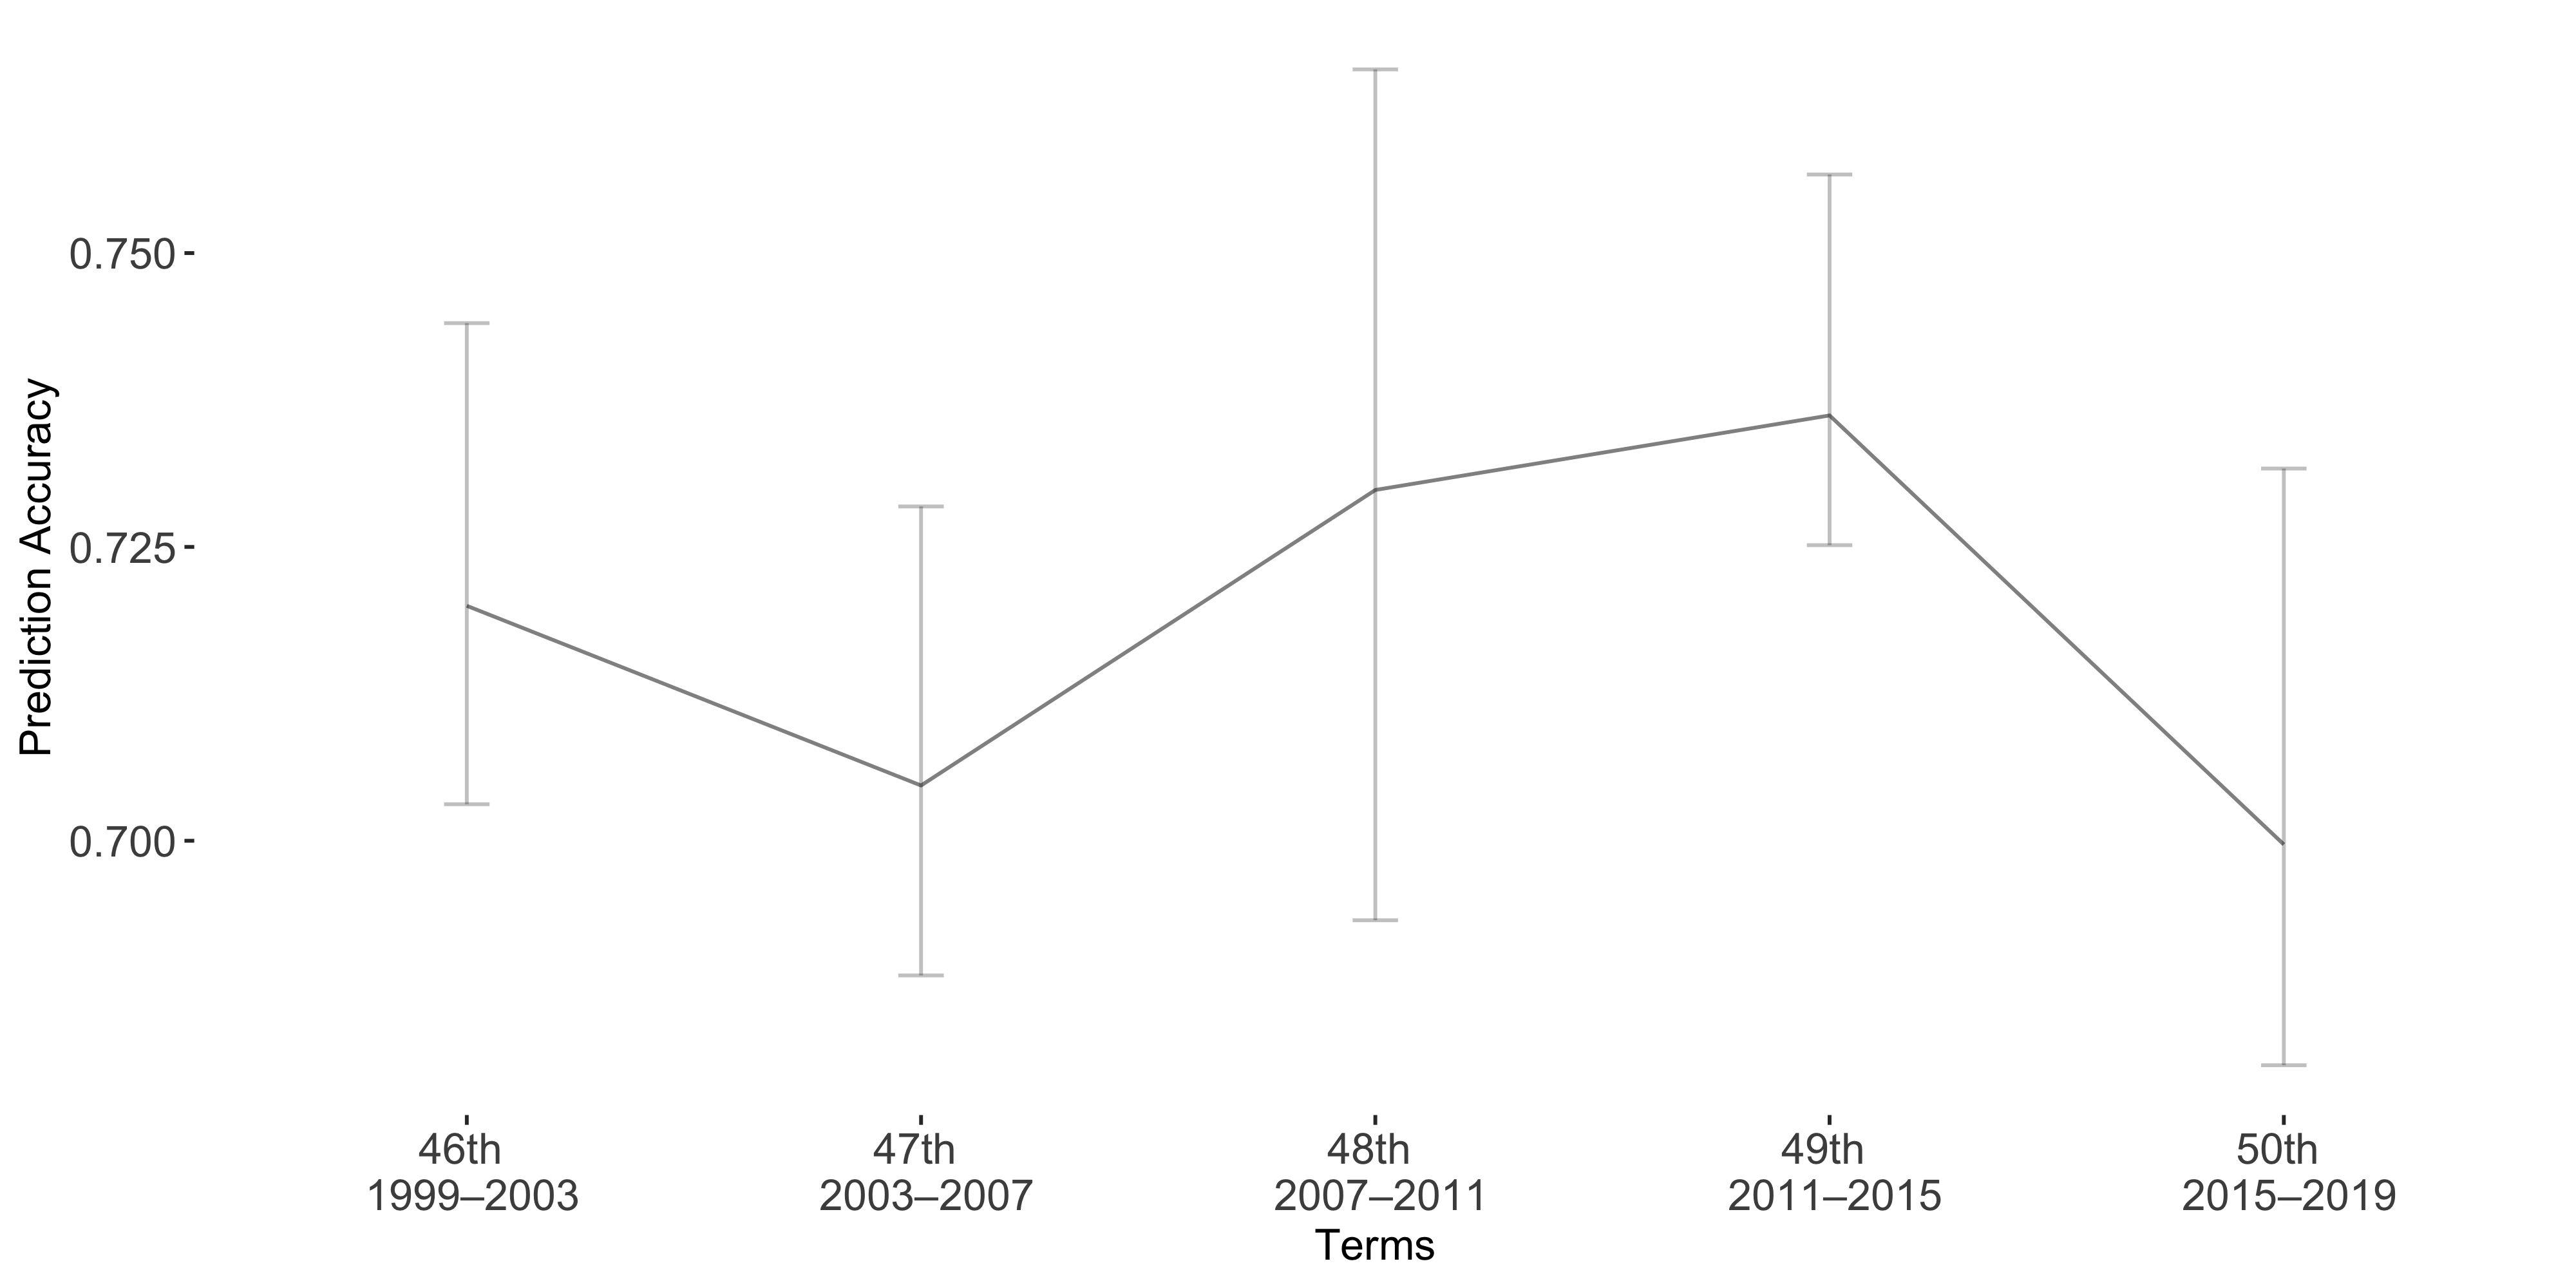 Prediction Accuracy
0.750
0.725
0.700
46th
1999–2003
47th
2003–2007
48th
2007–2011
49th
2011–2015
50th
2015–2019
Terms